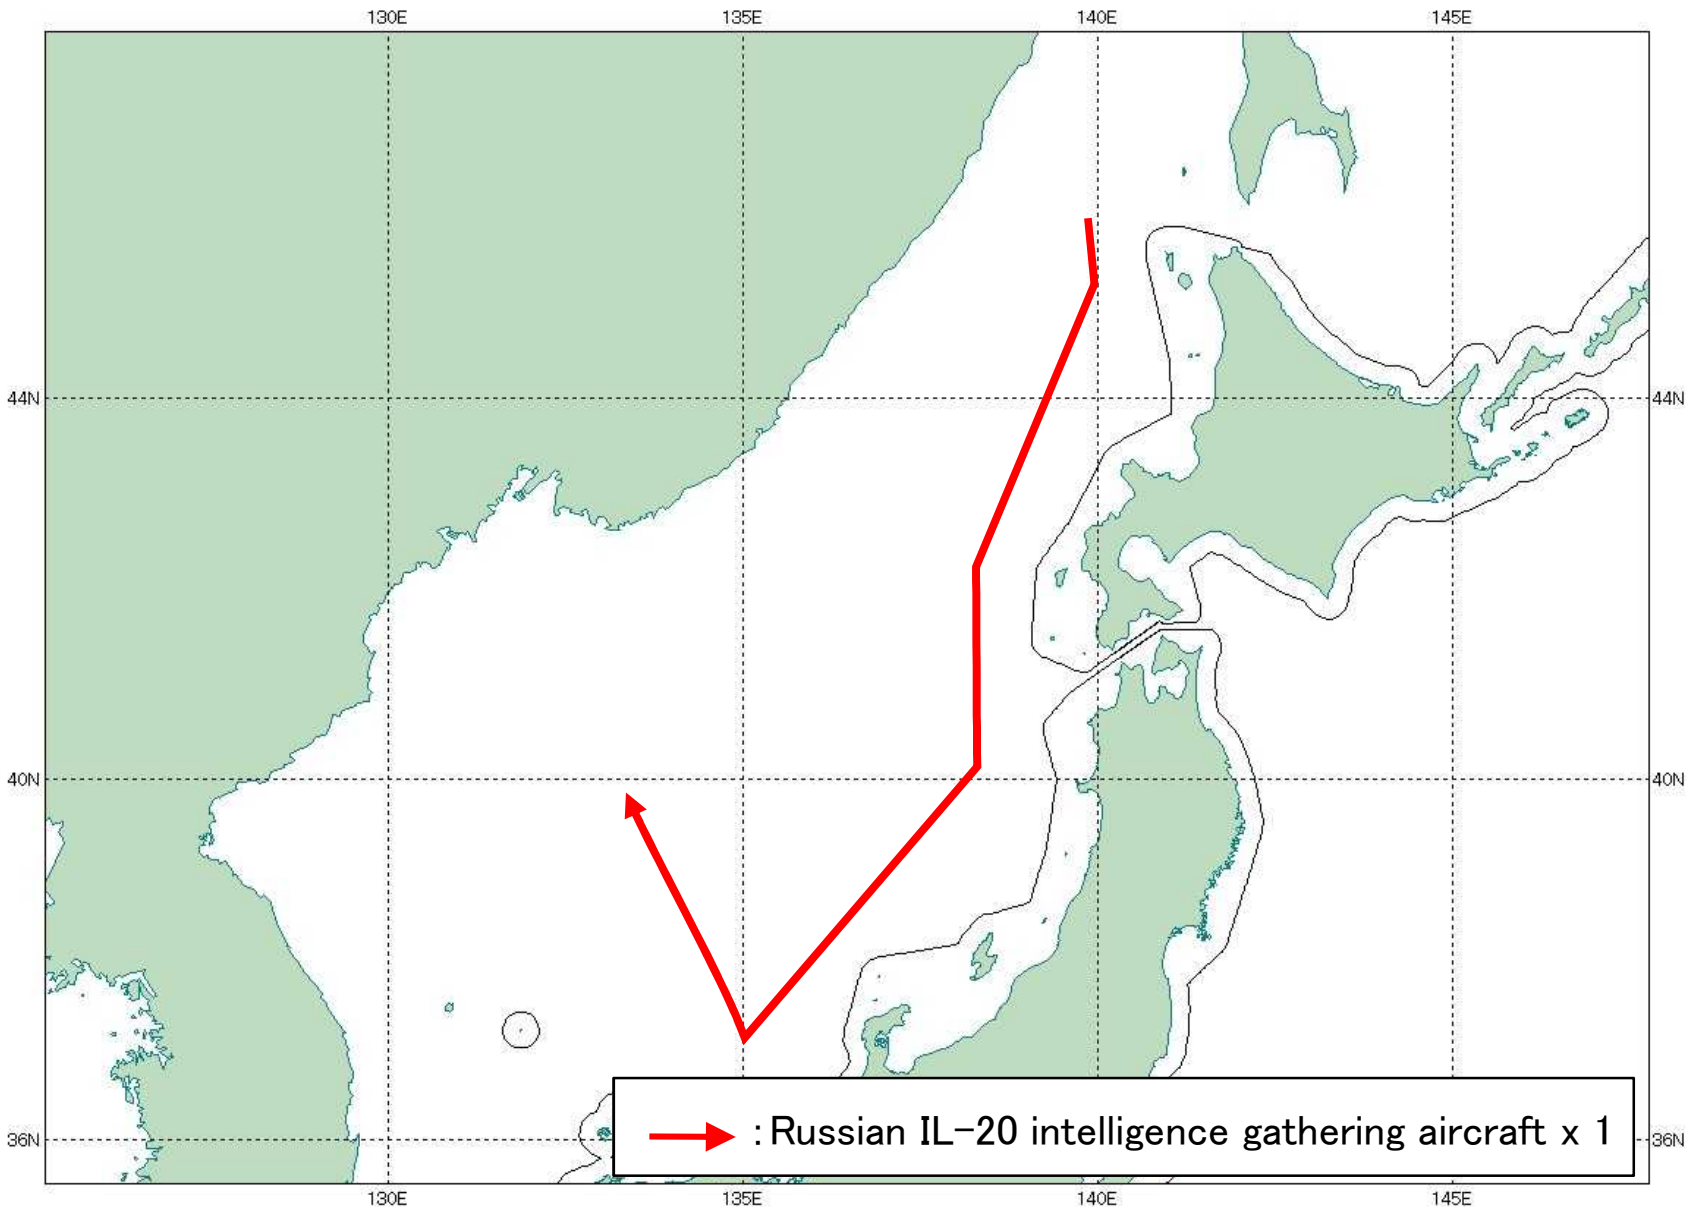 130E 135E 140E 145E
44N 44N
40N 40N
: Russian IL-20 intelligence gathering aircraft x 1
36N 36N
130E 135E 140E 145E